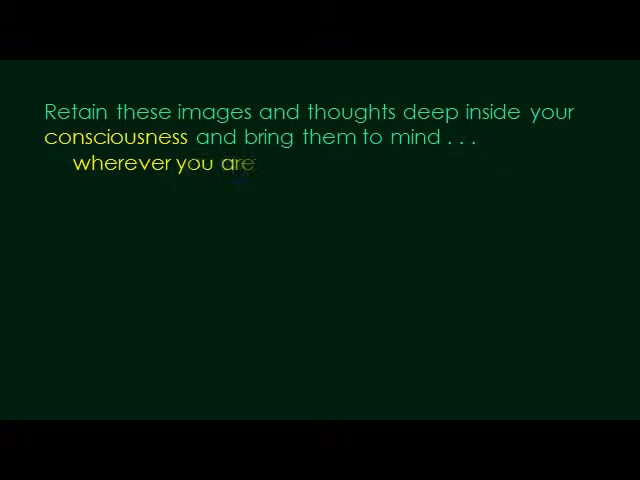 Retain these images and thoughts deep inside your
consciousness and bring them to mind . . .
wherever you are